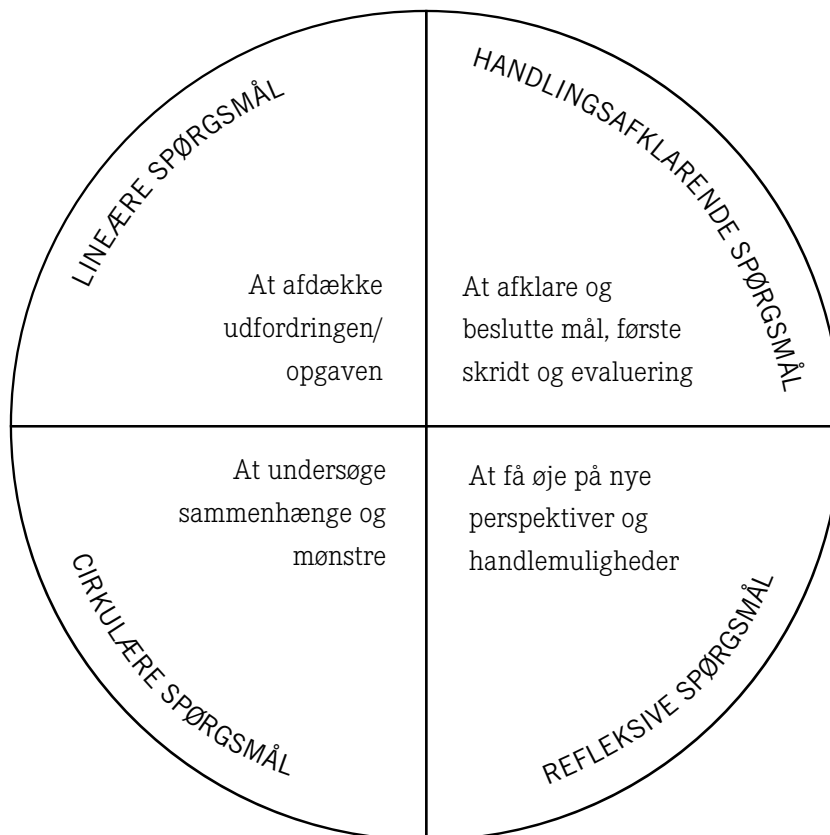 LINEÆRE SPØRGSMÅL
At afdække
udfordringen/
opgaven
HANDLINGSAFKLARENDE SPØRGSMÅL
At afklare og
beslutte mål, første
skridt og evaluering
At undersøge
sammenhænge og
mønstre
CIRKULÆRE SPØRGSMÅL
At få øje på nye
perspektiver og
handlemuligheder
REFLEKSIVE SPØRGSMÅL